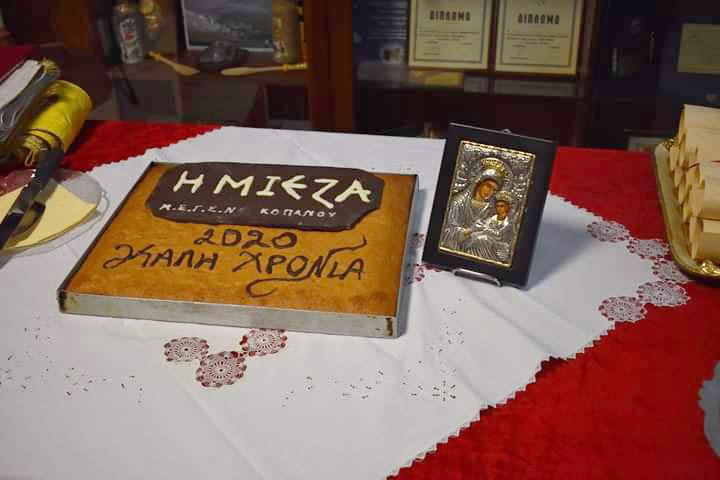 ΔΙΠΛΩΜΑ
ΔΙΠΛΩΜΑ
Η ΜΙΕΖΑ
Κ.Ε.Γ.Ε.Ν ΚΟΠΑΝΟΥ
2020
ΚΑΛΗ ΧΡΟΝΙΑ